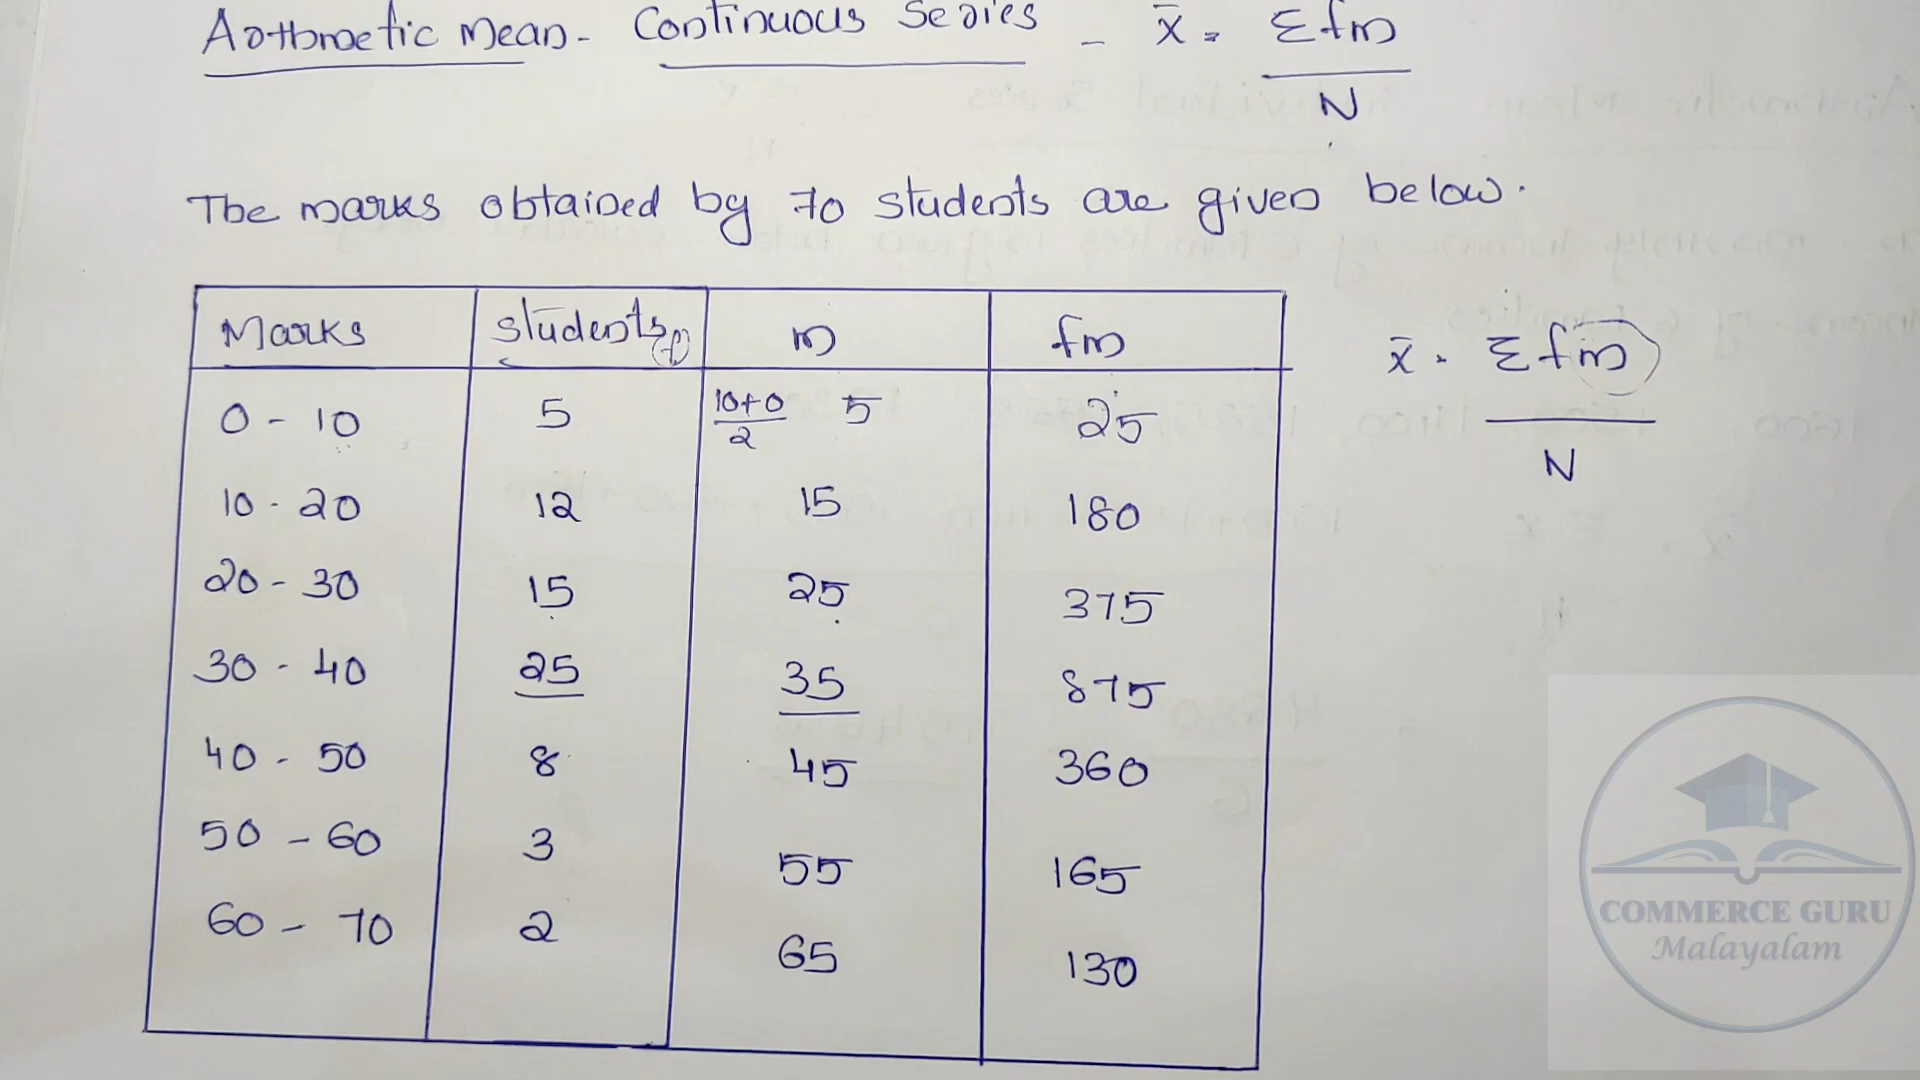 Arithmetic Mean - Continuous Series - x̄ = Σfm / N
The marks obtained by 70 students are given below.
Marks students (f) m fm
0 - 10 5 10+0/2 5 25
10 - 20 12 15 180
20 - 30 15 25 375
30 - 40 25 35 875
40 - 50 8 45 360
50 - 60 3 55 165
60 - 70 2 65 130
x̄ = Σfm / N
COMMERCE GURU
Malayalam